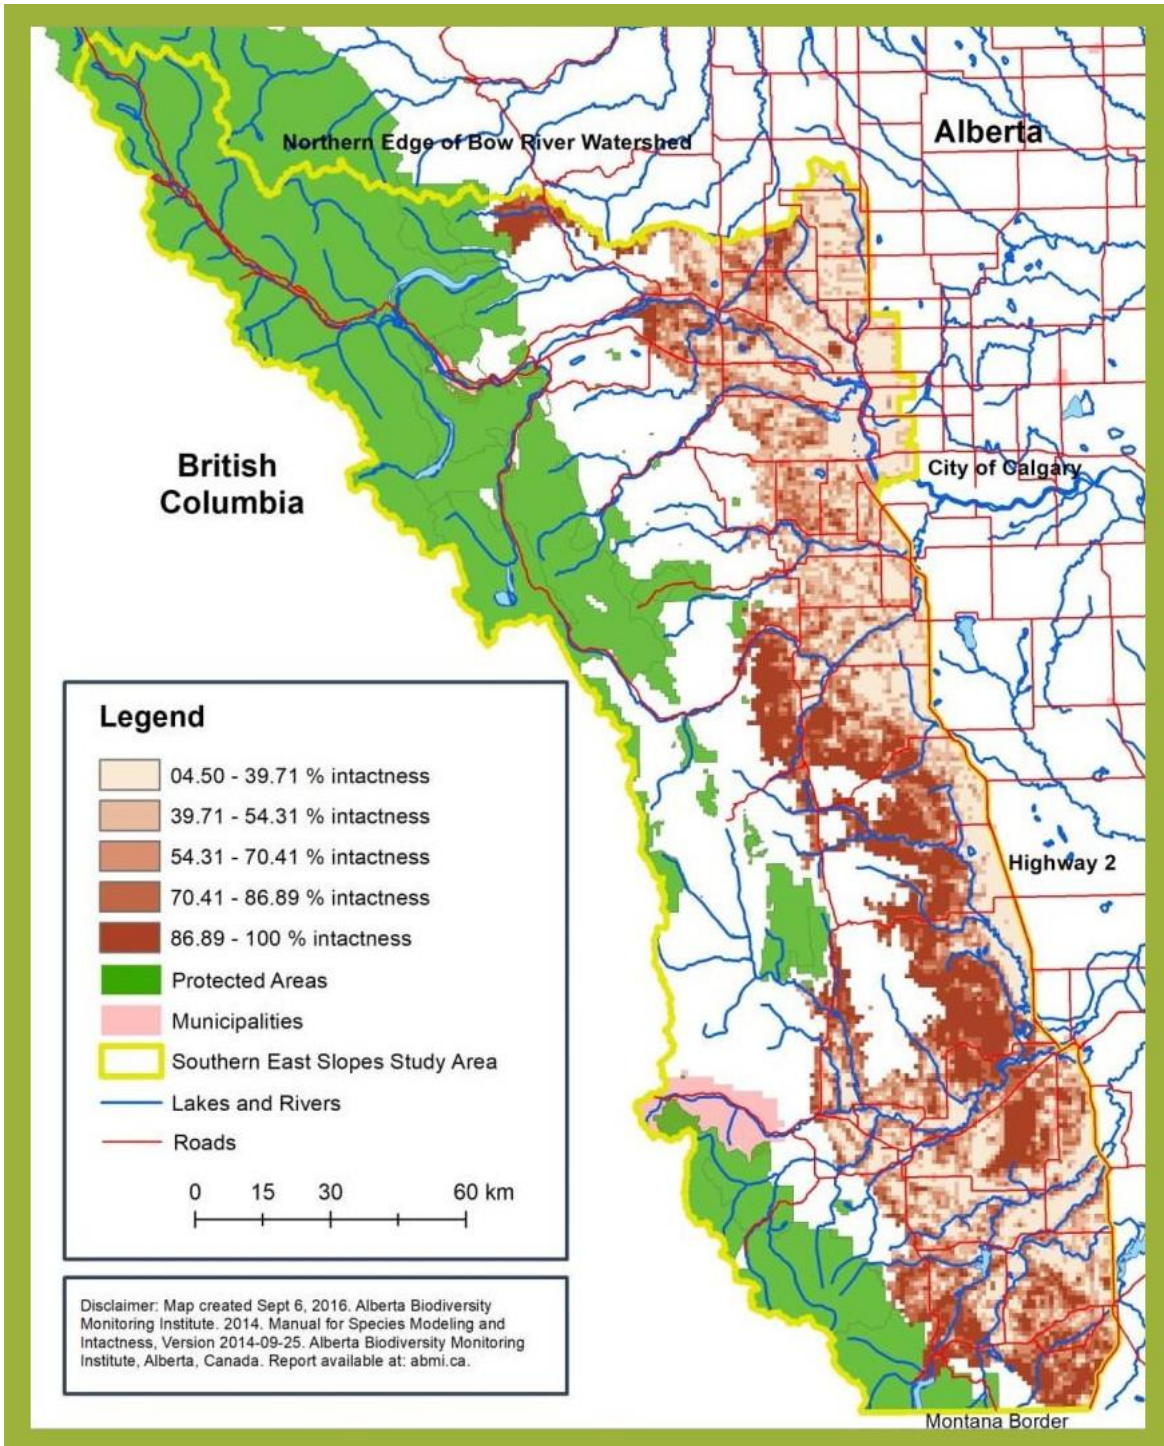 Northern Edge of Bow River Watershed
Alberta
British
Columbia
City of Calgary
Legend
04.50 - 39.71 % intactness
39.71 - 54.31 % intactness
54.31 - 70.41 % intactness
70.41 - 86.89 % intactness
86.89 - 100 % intactness
Protected Areas
Municipalities
Southern East Slopes Study Area
Lakes and Rivers
Roads
0 15 30 60 km
Highway 2
Disclaimer: Map created Sept 6, 2016. Alberta Biodiversity
Monitoring Institute. 2014. Manual for Species Modeling and
Intactness, Version 2014-09-25. Alberta Biodiversity Monitoring
Institute, Alberta, Canada. Report available at: abmi.ca.
Montana Border